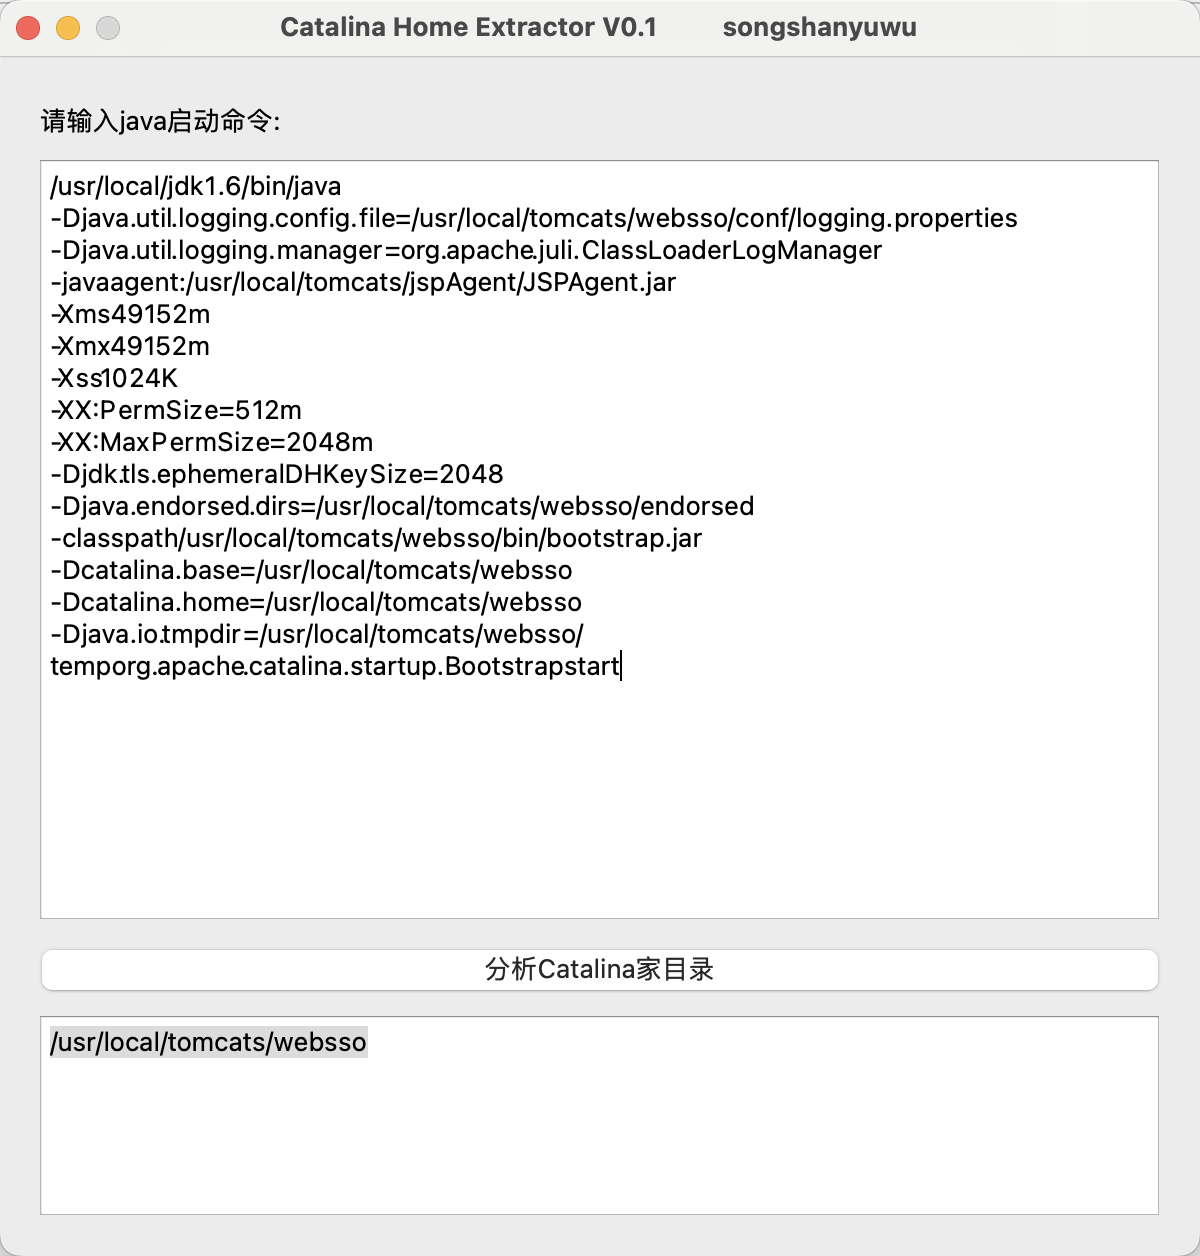 Catalina Home Extractor V0.1 songshanyuwu
请输入java启动命令:
/usr/local/jdk1.6/bin/java
-Djava.util.logging.config.file=/usr/local/tomcats/websso/conf/logging.properties
-Djava.util.logging.manager=org.apache.juli.ClassLoaderLogManager
-javaagent:/usr/local/tomcats/jspAgent/JSPAgent.jar
-Xms49152m
-Xmx49152m
-Xss1024K
-XX:PermSize=512m
-XX:MaxPermSize=2048m
-Djdk.tls.ephemeralDHKeySize=2048
-Djava.endorsed.dirs=/usr/local/tomcats/websso/endorsed
-classpath/usr/local/tomcats/websso/bin/bootstrap.jar
-Dcatalina.base=/usr/local/tomcats/websso
-Dcatalina.home=/usr/local/tomcats/websso
-Djava.io.tmpdir=/usr/local/tomcats/websso/
temporg.apache.catalina.startup.Bootstrapstart
分析Catalina家目录
/usr/local/tomcats/websso